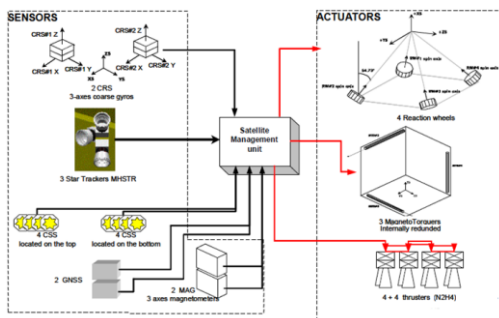 SENSORS
CRS#1 Z
CRS#2 Z
CRS#1 X
CRS#1 Y
CRS#2 X
CRS#2 Y
2 CRS
3-axes coarse gyros
3 Star Trackers MHSTR
4 CSS
located on the top
4 CSS
located on the bottom
2 GNSS
2 MAG
3 axes magnetometers
Satellite
Management
unit
ACTUATORS
4 Reaction wheels
3 MagnetoTorquers
Internally redunded
4 + 4 thrusters (N2H4)